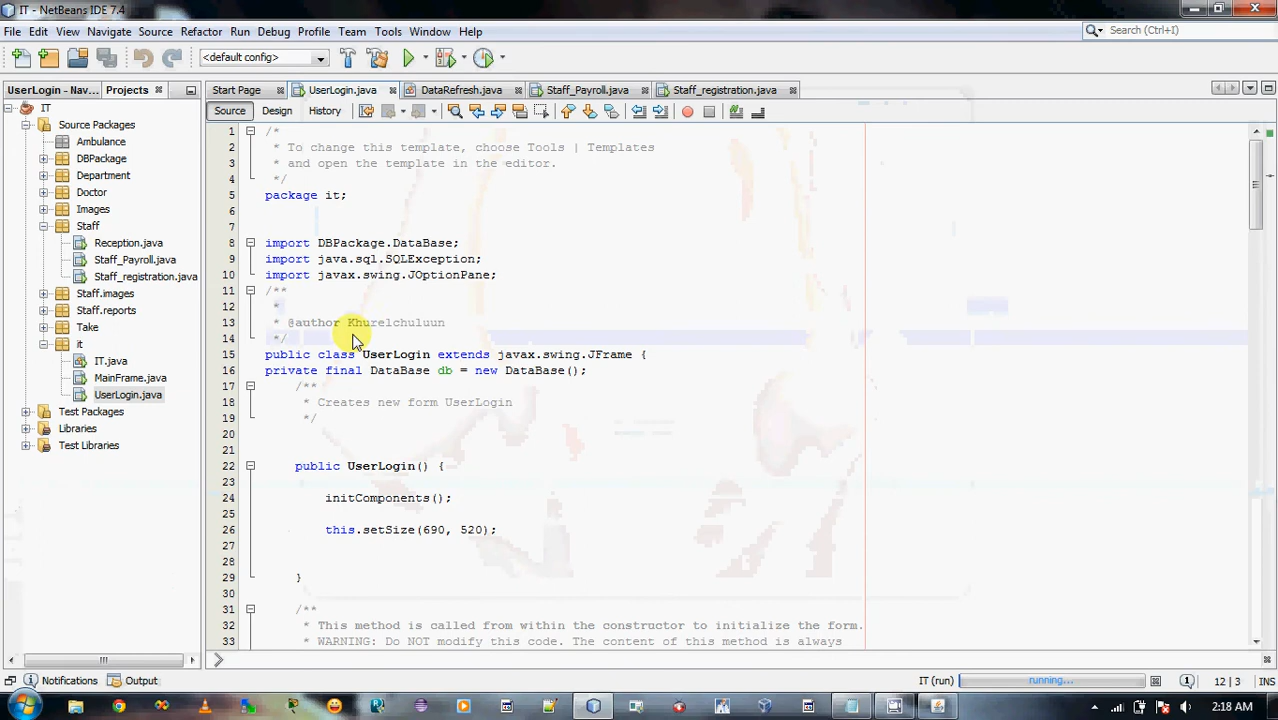 IT - NetBeans IDE 7.4
File Edit View Navigate Source Refactor Run Debug Profile Team Tools Window Help
Search (Ctrl+I)
<default config>
UserLogin - Nav... Projects
Start Page UserLogin.java DataRefresh.java Staff_Payroll.java Staff_registration.java
Source Design History
IT
Source Packages
Ambulance
DBPackage
Department
Doctor
Images
Staff
Reception.java
Staff_Payroll.java
Staff_registration.java
Staff.images
Staff.reports
Take
it
IT.java
MainFrame.java
UserLogin.java
Test Packages
Libraries
Test Libraries
1 /*
2 * To change this template, choose Tools | Templates
3 * and open the template in the editor.
4 */
5 package it;
6
7
8 import DBPackage.DataBase;
9 import java.sql.SQLException;
10 import javax.swing.JOptionPane;
11 /**
12 *
13 * @author Khurelchuluun
14 */
15 public class UserLogin extends javax.swing.JFrame {
16 private final DataBase db = new DataBase();
17 /**
18 * Creates new form UserLogin
19 */
20
21
22 public UserLogin() {
23
24 initComponents();
25
26 this.setSize(690, 520);
27
28
29 }
30
31 /**
32 * This method is called from within the constructor to initialize the form.
33 * WARNING: Do NOT modify this code. The content of this method is always
Notifications Output
IT (run) running... 12 | 3 INS
2:18 AM